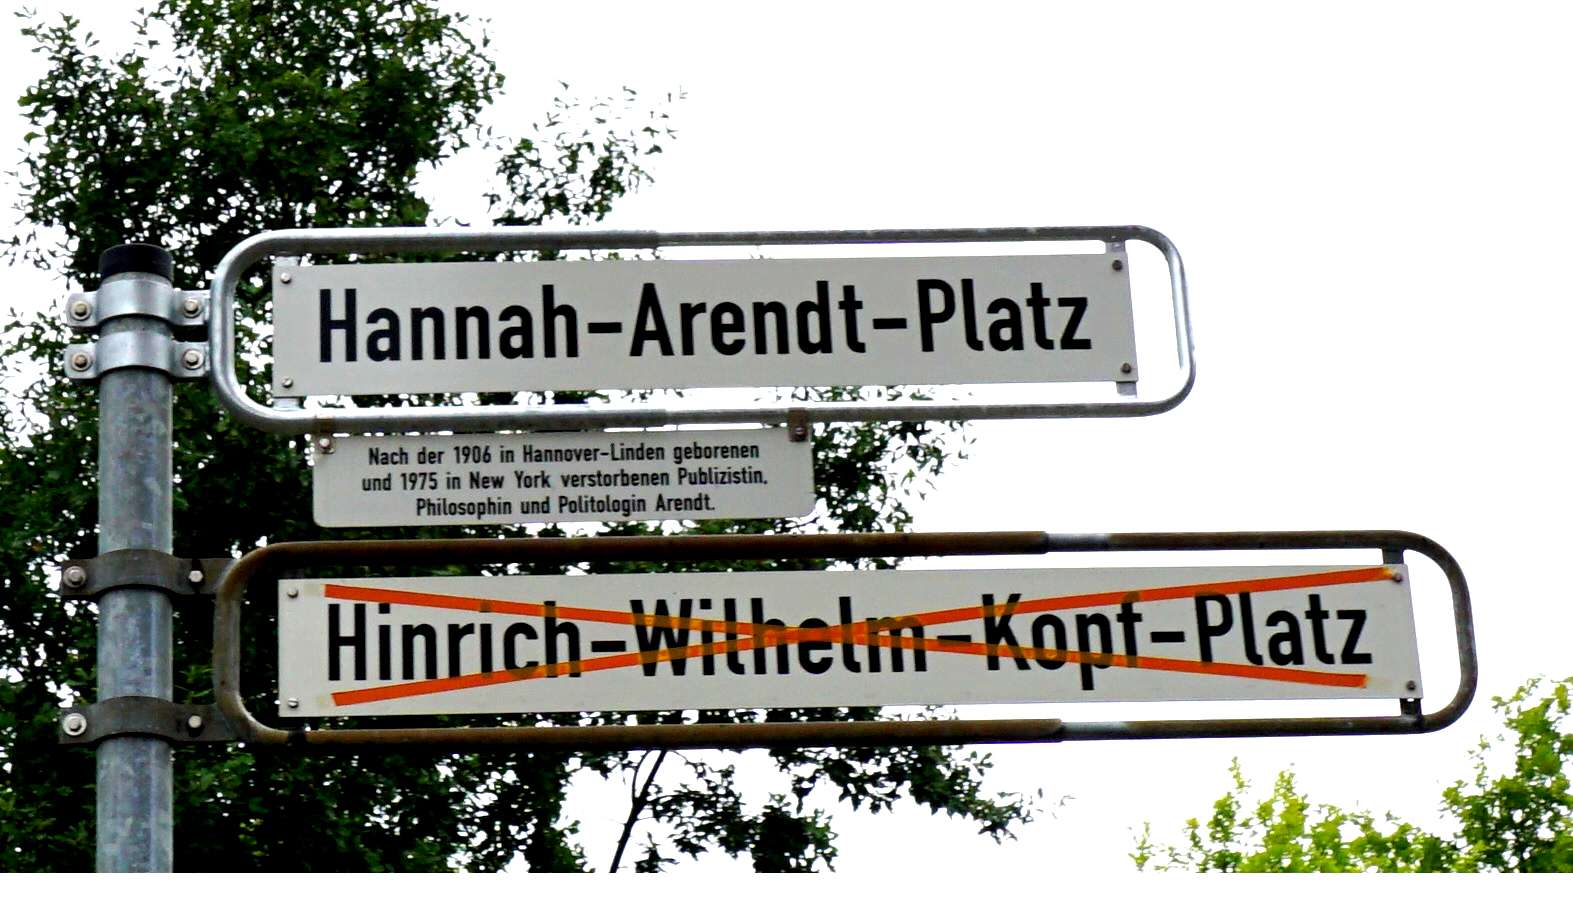 Hannah-Arendt-Platz
Nach der 1906 in Hannover-Linden geborenen
und 1975 in New York verstorbenen Publizistin,
Philosophin und Politologin Arendt.
Hinrich-Wilhelm-Kopf-Platz